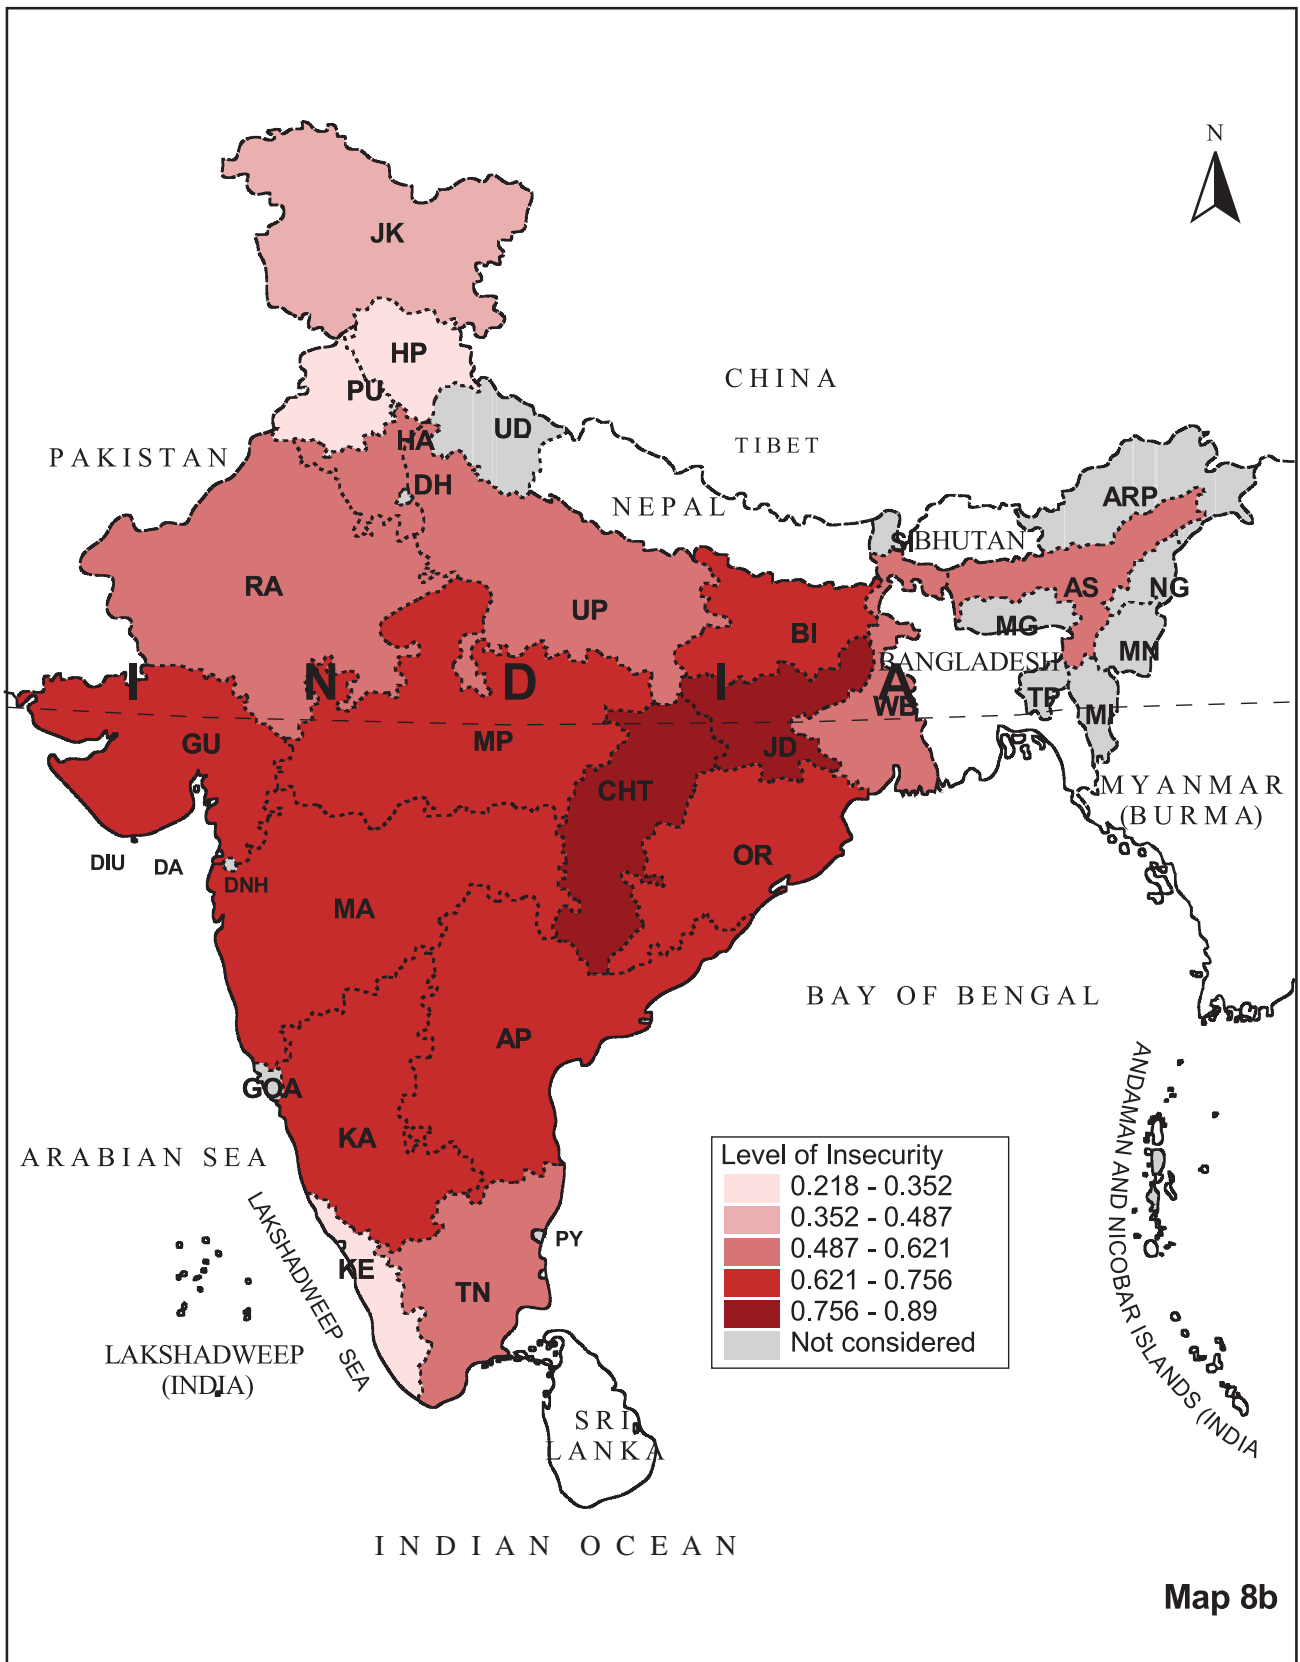 N
JK
HP
CHINA
PU
UD
HA
TIBET
PAKISTAN
DH
NEPAL
ARP
SI
BHUTAN
RA
AS
NG
UP
BI
MG
MN
BANGLADESH
I N D I A
TP
WB
MI
GU
MP
JD
CHT
MYANMAR
(BURMA)
OR
DIU
DA
DNH
MA
BAY OF BENGAL
AP
GOA
KA
ARABIAN SEA
ANDAMAN AND NICOBAR ISLANDS (INDIA
Level of Insecurity
0.218 - 0.352
0.352 - 0.487
0.487 - 0.621
0.621 - 0.756
0.756 - 0.89
Not considered
LAKSHADWEEP SEA
PY
KE
TN
LAKSHADWEEP
(INDIA)
SRI
LANKA
INDIAN OCEAN
Map 8b